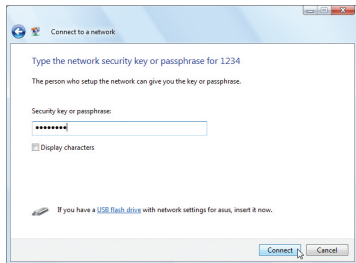 Connect to a network
Type the network security key or passphrase for 1234
The person who setup the network can give you the key or passphrase.
Security key or passphrase:
••••••••
Display characters
If you have a USB flash drive with network settings for asus, insert it now.
Connect
Cancel